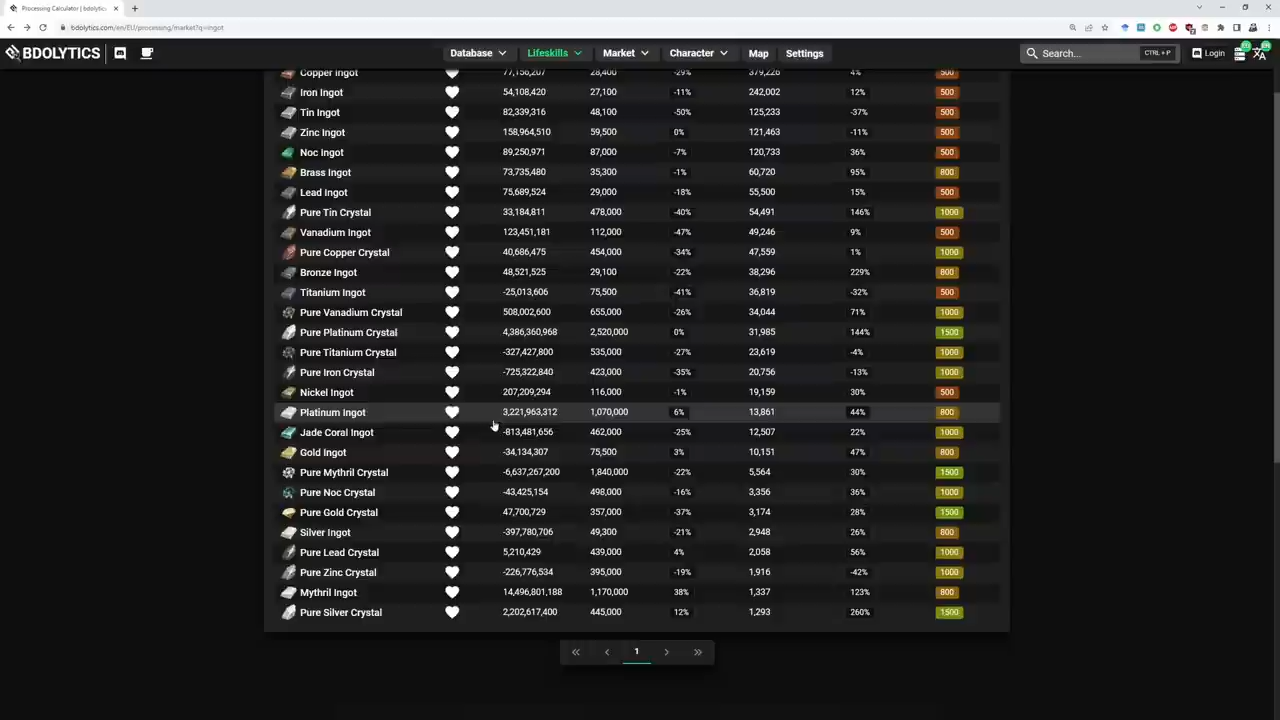 Processing Calculator | bdolytics
bdolytics.com/en/EU/processing/market?q=ingot
BDOLYTICS
Database Lifeskills Market Character Map Settings
Search... CTRL + P Login
Copper Ingot 77,156,207 28,400 -29% 379,226 4% 500
Iron Ingot 54,108,420 27,100 -11% 242,002 12% 500
Tin Ingot 82,339,316 48,100 -50% 125,233 -37% 500
Zinc Ingot 158,964,510 59,500 0% 121,463 -11% 500
Noc Ingot 89,250,971 87,000 -7% 120,733 36% 500
Brass Ingot 73,735,480 35,300 -1% 60,720 95% 800
Lead Ingot 75,689,524 29,000 -18% 55,500 15% 500
Pure Tin Crystal 33,184,811 478,000 -40% 54,491 146% 1000
Vanadium Ingot 123,451,181 112,000 -47% 49,246 9% 500
Pure Copper Crystal 40,686,475 454,000 -34% 47,559 1% 1000
Bronze Ingot 48,521,525 29,100 -22% 38,296 229% 800
Titanium Ingot -25,013,606 75,500 -41% 36,819 -32% 500
Pure Vanadium Crystal 508,002,600 655,000 -26% 34,044 71% 1000
Pure Platinum Crystal 4,386,360,968 2,520,000 0% 31,985 144% 1500
Pure Titanium Crystal -327,427,800 535,000 -27% 23,619 -4% 1000
Pure Iron Crystal -725,322,840 423,000 -35% 20,756 -13% 1000
Nickel Ingot 207,209,294 116,000 -1% 19,159 30% 500
Platinum Ingot 3,221,963,312 1,070,000 6% 13,861 44% 800
Jade Coral Ingot -813,481,656 462,000 -25% 12,507 22% 1000
Gold Ingot -34,134,307 75,500 3% 10,151 47% 800
Pure Mythril Crystal -6,637,267,200 1,840,000 -22% 5,564 30% 1500
Pure Noc Crystal -43,425,154 498,000 -16% 3,356 36% 1000
Pure Gold Crystal 47,700,729 357,000 -37% 3,174 28% 1500
Silver Ingot -397,780,706 49,300 -21% 2,948 26% 800
Pure Lead Crystal 5,210,429 439,000 4% 2,058 56% 1000
Pure Zinc Crystal -226,776,534 395,000 -19% 1,916 -42% 1000
Mythril Ingot 14,496,801,188 1,170,000 38% 1,337 123% 800
Pure Silver Crystal 2,202,617,400 445,000 12% 1,293 260% 1500
« ‹ 1 › »